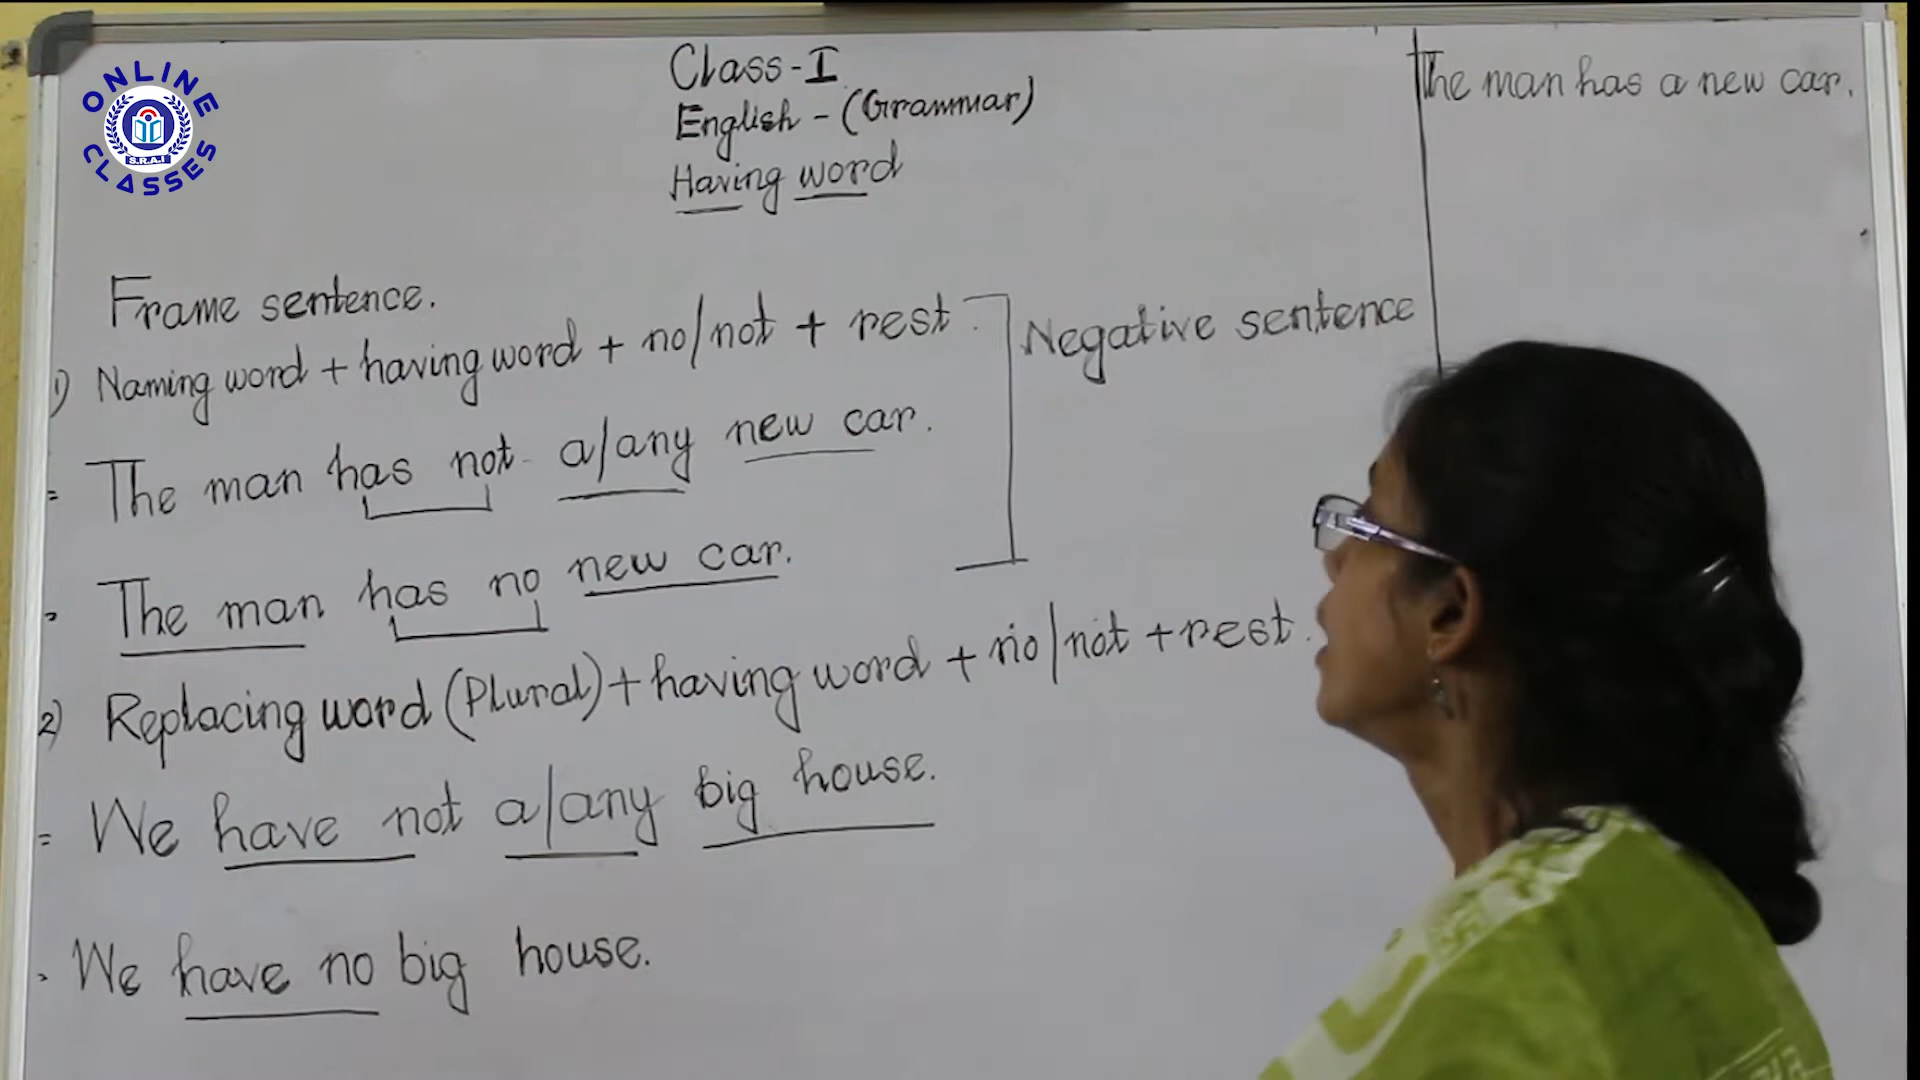 ONLINE CLASSES
S.R.A.I
Class - I
English - (Grammar)
Having word
The man has a new car.
Frame sentence.
1) Naming word + having word + no/not + rest.
Negative sentence
= The man has not a/any new car.
The man has no new car.
2) Replacing word (Plural) + having word + no/not + rest.
= We have not a/any big house.
We have no big house.